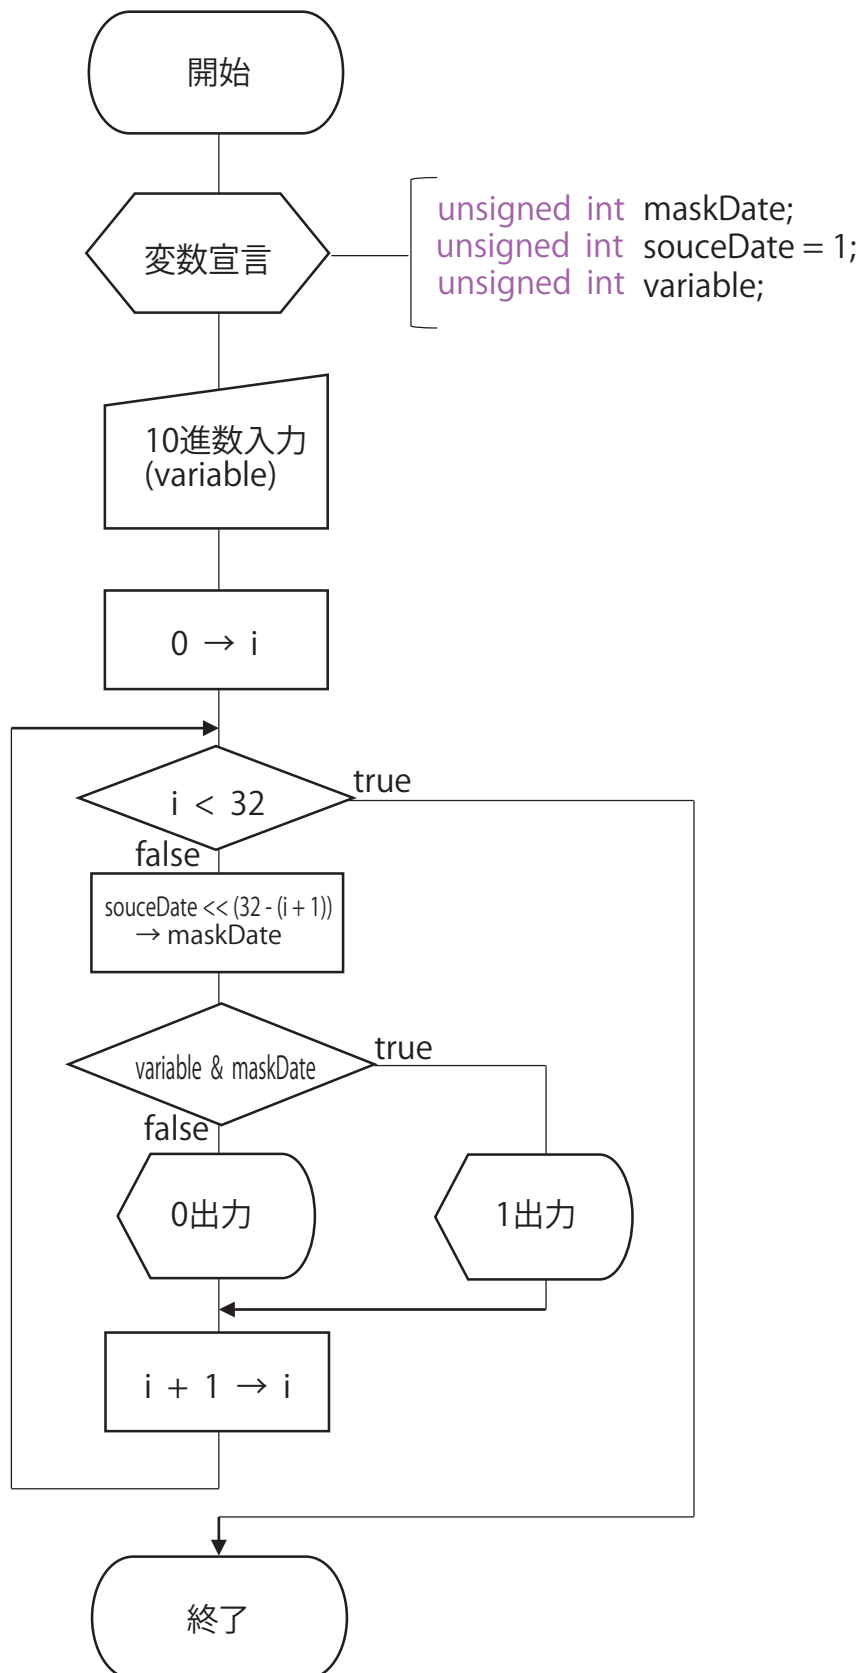 開始
変数宣言
unsigned int maskDate;
unsigned int souceDate = 1;
unsigned int variable;
10進数入力
(variable)
0 → i
i < 32
true
false
souceDate << (32 - (i + 1))
→ maskDate
variable & maskDate
true
false
0出力
1出力
i + 1 → i
終了